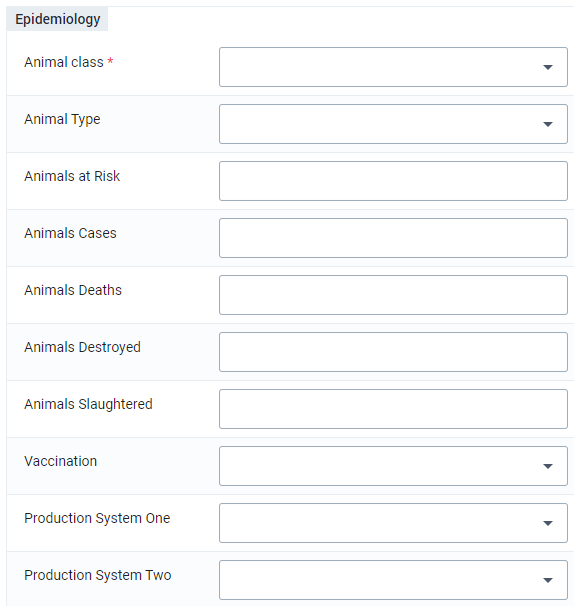 Epidemiology
Animal class *
Animal Type
Animals at Risk
Animals Cases
Animals Deaths
Animals Destroyed
Animals Slaughtered
Vaccination
Production System One
Production System Two